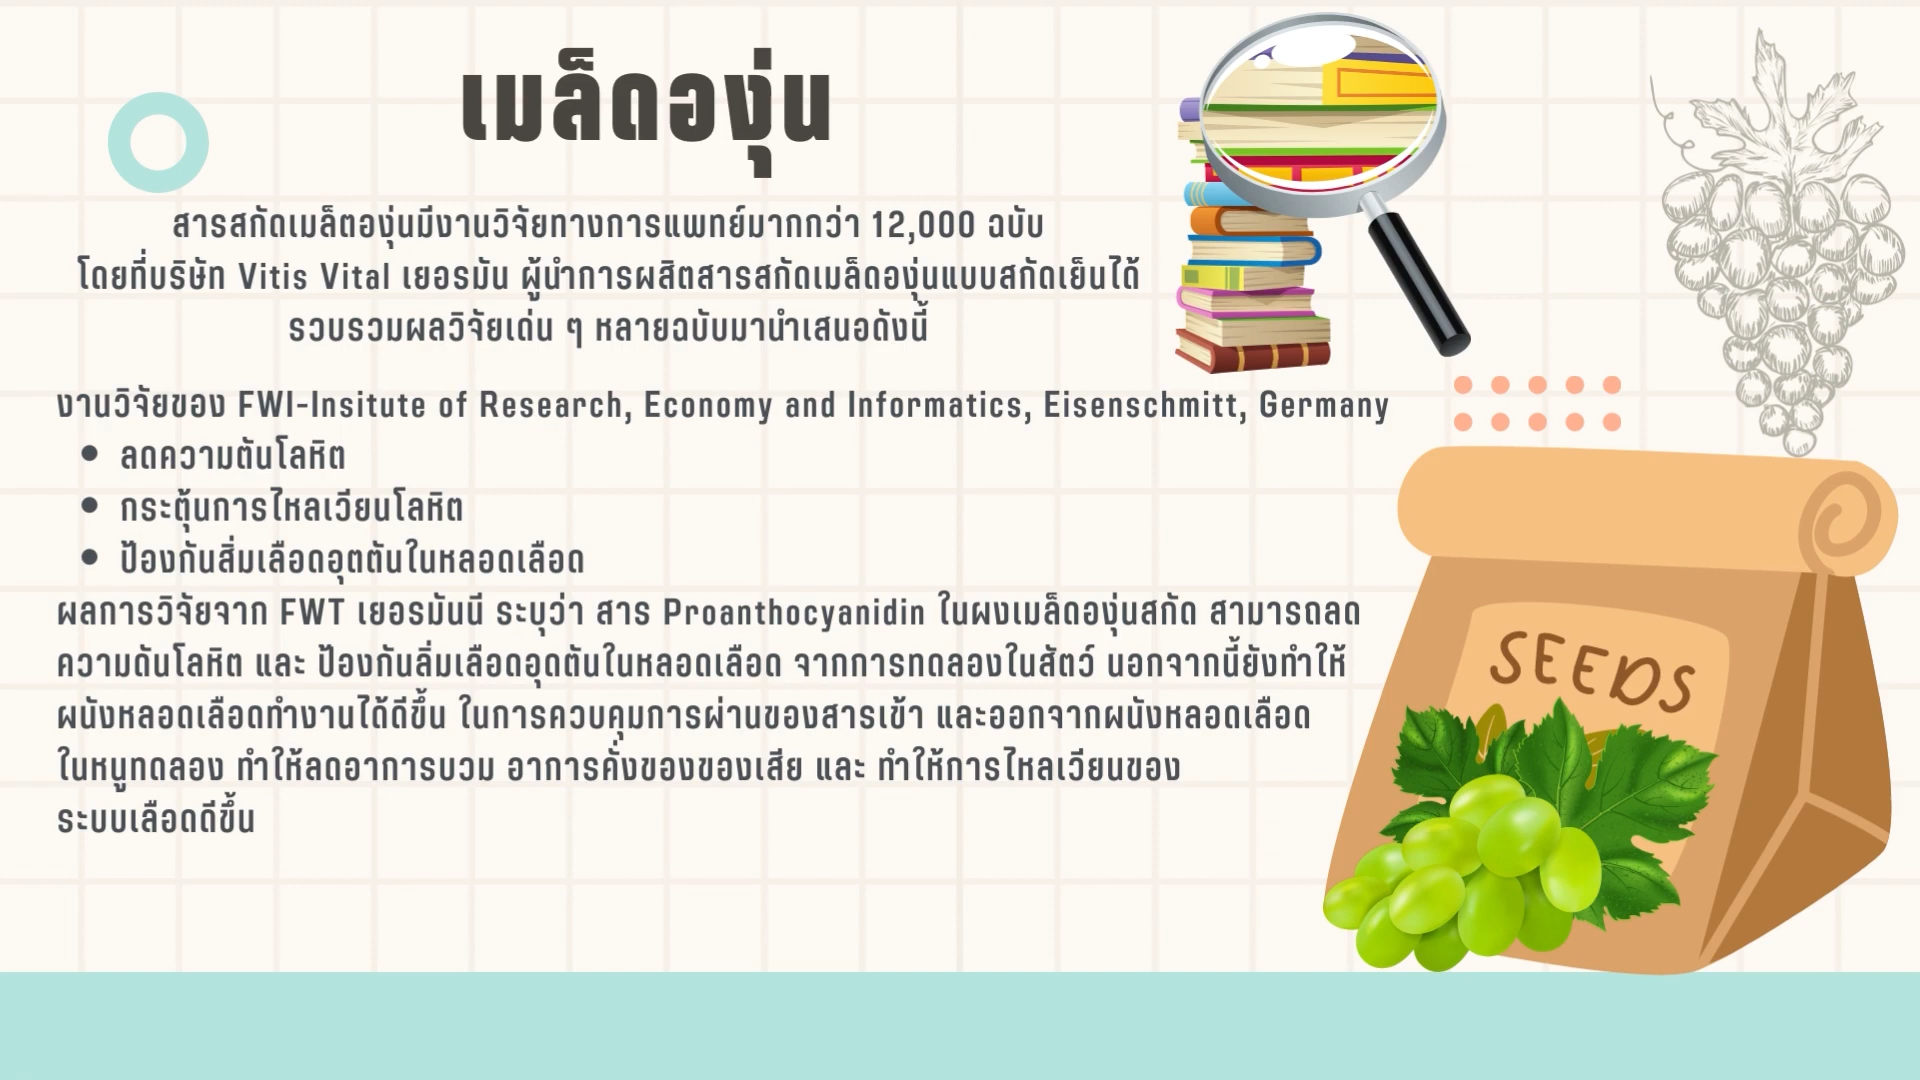 เมล็ดองุ่น
สารสกัดเมล็ตองุ่นมีงานวิจัยทางการแพทย์มากกว่า 12,000 ฉบับ
โดยที่บริษัท Vitis Vital เยอรมัน ผู้นำการผสิตสารสกัดเมล็ดองุ่นแบบสกัดเย็นได้
รวบรวมผลวิจัยเด่น ๆ หลายฉบับมานำเสนอดังนี้
งานวิจัยของ FWI-Insitute of Research, Economy and Informatics, Eisenschmitt, Germany
• ลดความตันโลหิต
• กระตุ้นการไหลเวียนโลหิต
• ป้องกันสิ่มเลือดอุตตันในหลอดเลือด
ผลการวิจัยจาก FWT เยอรมันนี ระบุว่า สาร Proanthocyanidin ในผงเมล็ดองุ่นสกัด สามารถลด
ความดันโลหิต และ ป้องกันลิ่มเลือดอุดตันในหลอดเลือด จากการทดลองในสัตว์ นอกจากนี้ยังทำให้
ผนังหลอดเลือดทำงานได้ดีขึ้น ในการควบคุมการผ่านของสารเข้า และออกจากผนังหลอดเลือด
ในหนูทดลอง ทำให้ลดอาการบวม อาการคั่งของของเสีย และ ทำให้การไหลเวียนของ
ระบบเลือดดีขึ้น
SEEDS